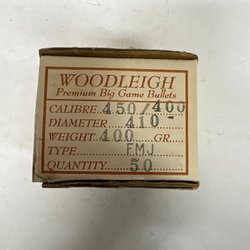 WOODLEIGH
Premium Big Game Bullets
CALIBRE.450/400
DIAMETER.410
WEIGHT.400 GR.
TYPE FMJ
QUANTITY 50